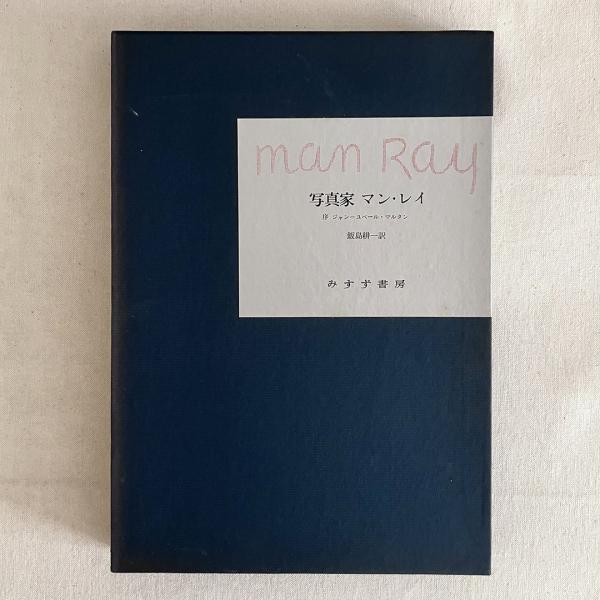 man Ray
写真家 マン・レイ
序 ジャン＝ユベール・マルタン
飯島耕一訳
みすず書房